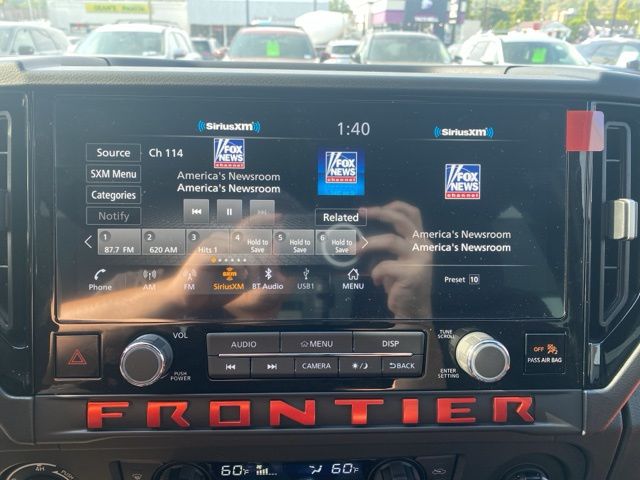 SiriusXM
1:40
SiriusXM
Source
Ch 114
FOX
NEWS
channel
FOX
NEWS
channel
FOX
NEWS
channel
SXM Menu
America's Newsroom
America's Newsroom
Categories
Notify
Related
America's Newsroom
America's Newsroom
1
87.7 FM
2
620 AM
3
Hits 1
4
Hold to
Save
5
Hold to
Save
6
Hold to
Save
Phone
AM
FM
SXM
SiriusXM
BT Audio
USB1
MENU
Preset 10
VOL
PUSH
POWER
AUDIO
MENU
DISP
CAMERA
BACK
TUNE
SCROLL
ENTER
SETTING
OFF
PASS AIR BAG
FRONTIER
4H
PUSH
60°F
60°F